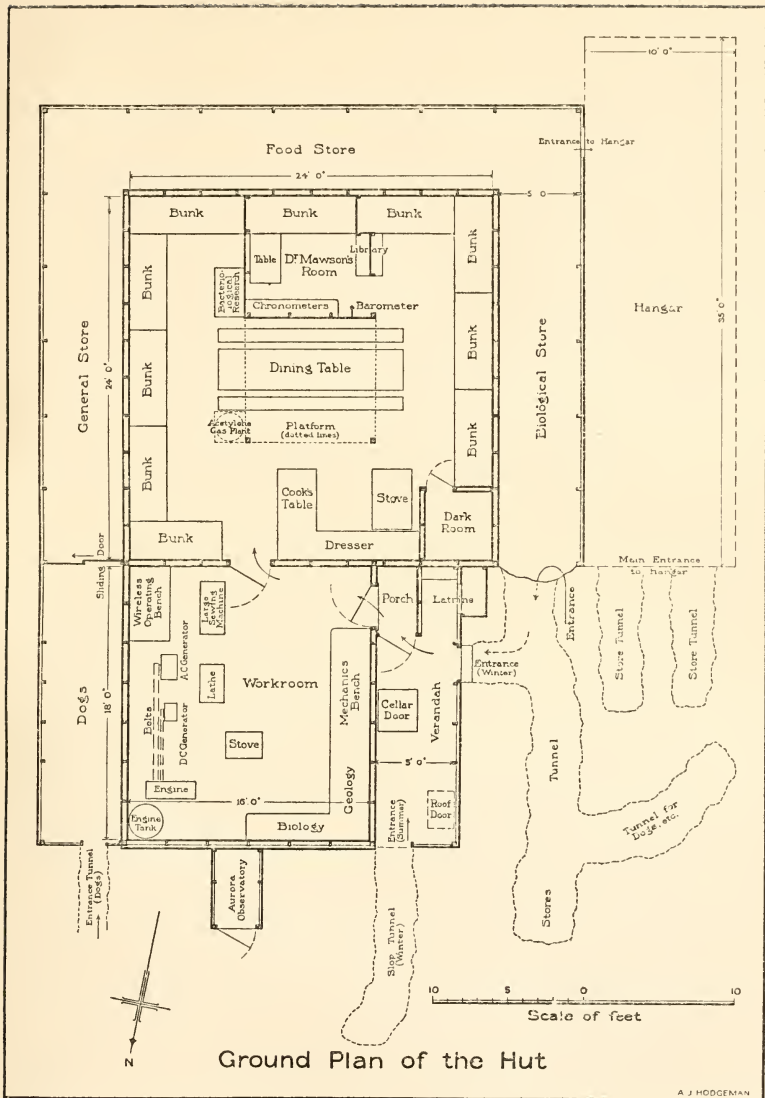 10' 0"
Entrance to Hangar
Food Store
24' 0"
5 0
Bunk
Bunk
Bunk
Bunk
Bunk
Table
Dr. Mawson's
Room
Library
Bacterio-
logical
Research
Chronometers
Barometer
Hangar
35' 0"
General Store
24' 0"
Bunk
Dining Table
Bunk
Biological Store
Bunk
Acetylene
Gas Plant
Platform
(dotted lines)
Bunk
Cook's
Table
Stove
Dark
Room
Bunk
Dresser
Door
Sliding
Main Entrance
to Hangar
Wireless
Operating
Bench
Large
Sewing
Machine
Porch
Latrine
Entrance
Store Tunnel
Store Tunnel
AC Generator
Lathe
Workroom
Mechanics
Bench
Entrance
(Winter)
Dogs
18' 0"
Belts
DC Generator
Cellar
Door
Verandah
Tunnel
Stove
5' 0"
Engine
16' 0"
Geology
Roof
Door
Engine
Tank
Biology
Entrance
(Summer)
Tunnel for
Dogs. etc.
Entrance Tunnel
(Dogs)
Aurora
Observatory
Slop Tunnel
(Winter)
Stores
10
5
0
10
Scale of feet
N
Ground Plan of the Hut
A J HODGEMAN